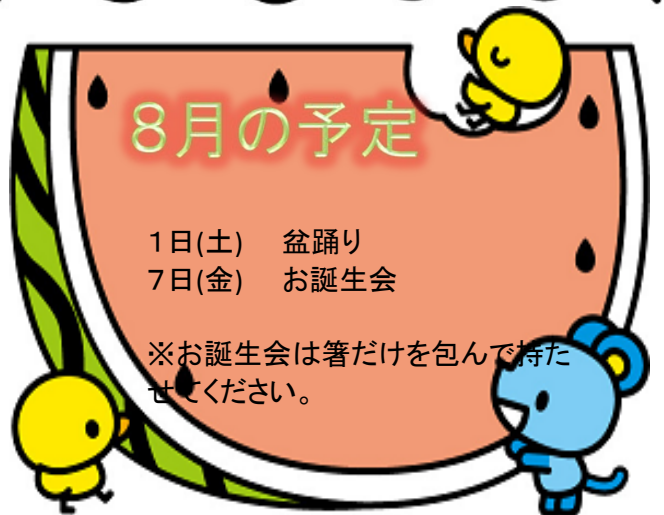 8月の予定
1日(土)　盆踊り
7日(金)　お誕生会
※お誕生会は箸だけを包んで持た
せてください。